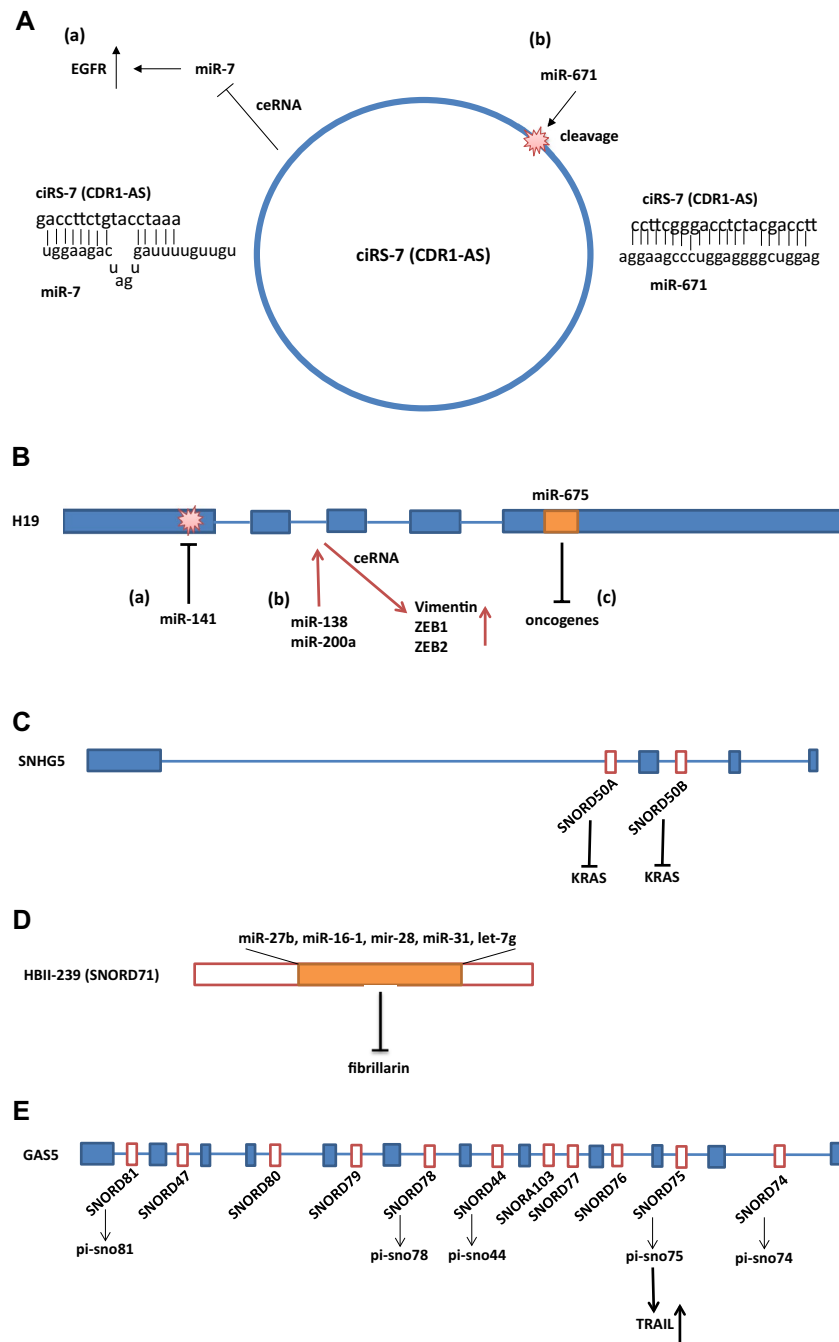 A
(a)
(b)
EGFR
miR-7
miR-671
ceRNA
cleavage
ciRS-7 (CDR1-AS)
gaccttctgtacctaaa
uggaagac
gauuuuguugu
u
u
ag
miR-7
ciRS-7 (CDR1-AS)
ciRS-7 (CDR1-AS)
ccttcgggacctctacgacctt
aggaagcccuggaggggcuggag
miR-671
B
miR-675
H19
ceRNA
(a)
miR-141
(b)
miR-138
miR-200a
Vimentin
ZEB1
ZEB2
(c)
oncogenes
C
SNHG5
SNORD50A
SNORD50B
KRAS
KRAS
D
miR-27b, miR-16-1, mir-28, miR-31, let-7g
HBII-239 (SNORD71)
fibrillarin
E
GAS5
SNORD81
SNORD47
SNORD80
SNORD79
SNORD78
SNORD44
SNORA103
SNORD77
SNORD76
SNORD75
SNORD74
pi-sno81
pi-sno78
pi-sno44
pi-sno75
pi-sno74
TRAIL